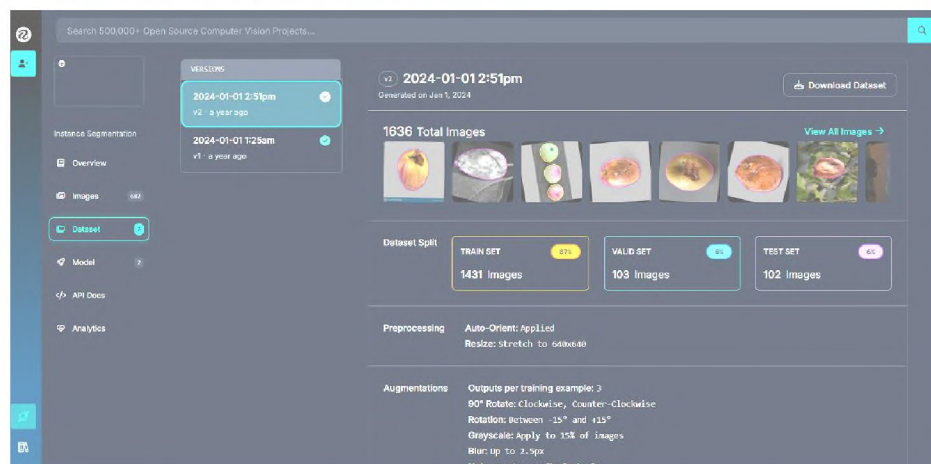 Search 500,000+ Open Source Computer Vision Projects...
VERSIONS
2024-01-01 2:51pm
v2 · a year ago
2024-01-01 1:25am
v1 · a year ago
Instance Segmentation
Overview
Images 682
Dataset 2
Model 2
</> API Docs
Analytics
v2 2024-01-01 2:51pm
Generated on Jan 1, 2024
Download Dataset
1636 Total Images
View All Images →
Dataset Split
TRAIN SET 87%
1431 Images
VALID SET 6%
103 Images
TEST SET 6%
102 Images
Preprocessing
Auto-Orient: Applied
Resize: Stretch to 640x640
Augmentations
Outputs per training example: 3
90° Rotate: Clockwise, Counter-Clockwise
Rotation: Between -15° and +15°
Grayscale: Apply to 15% of images
Blur: Up to 2.5px